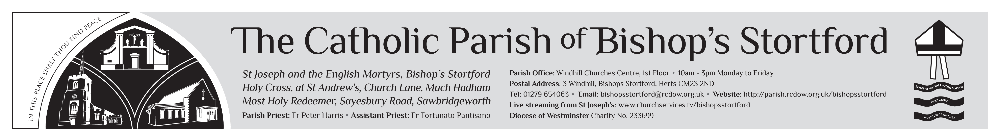 IN THIS PLACE SHALT THOU FIND PEACE
The Catholic Parish of Bishop’s Stortford
St Joseph and the English Martyrs, Bishop’s Stortford
Holy Cross, at St Andrew’s, Church Lane, Much Hadham
Most Holy Redeemer, Sayesbury Road, Sawbridgeworth
Parish Priest: Fr Peter Harris • Assistant Priest: Fr Fortunato Pantisano
Parish Office: Windhill Churches Centre, 1st Floor • 10am - 3pm Monday to Friday
Postal Address: 3 Windhill, Bishops Stortford, Herts CM23 2ND
Tel: 01279 654063 • Email: bishopsstortford@rcdow.org.uk • Website: http://parish.rcdow.org.uk/bishopsstortford
Live streaming from St Joseph’s: www.churchservices.tv/bishopsstortford
Diocese of Westminster Charity No. 233699
ST JOSEPH AND THE ENGLISH MARTYRS
HOLY CROSS
MOST HOLY REDEEMER